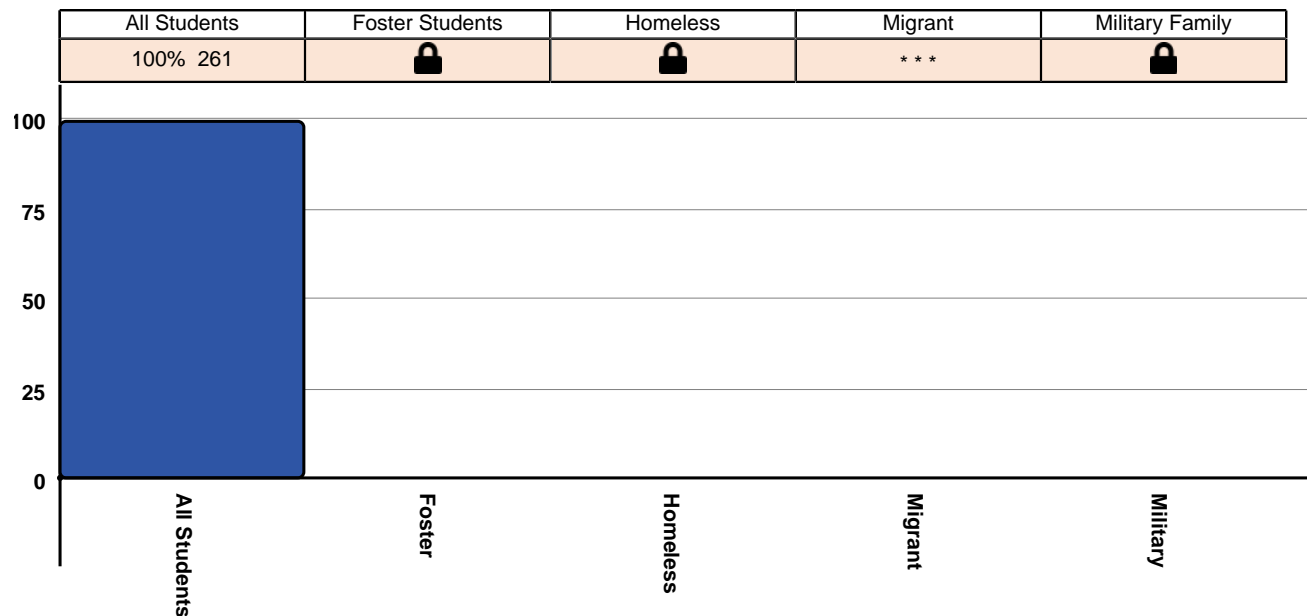 All Students Foster Students Homeless Migrant Military Family
100% 261 * * *
100
75
50
25
0
All Students
Foster
Homeless
Migrant
Military